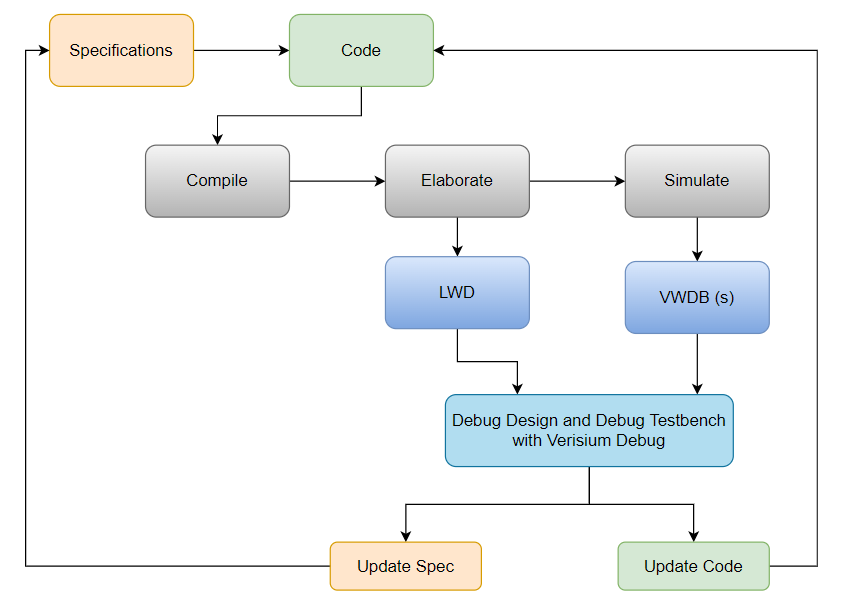 Specifications
Code
Compile
Elaborate
Simulate
LWD
VWDB (s)
Debug Design and Debug Testbench
with Verisium Debug
Update Spec
Update Code